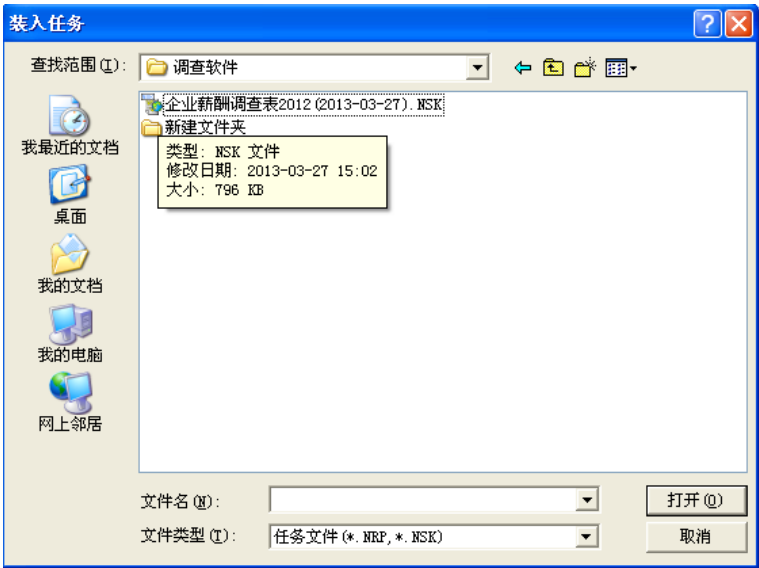 装入任务
查找范围(I):
调查软件
企业薪酬调查表2012(2013-03-27).NSK
新建文件夹
类型: NSK 文件
修改日期: 2013-03-27 15:02
大小: 796 KB
我最近的文档
桌面
我的文档
我的电脑
网上邻居
文件名(N):
打开(O)
文件类型(T):
任务文件(*.NRP,*.NSK)
取消